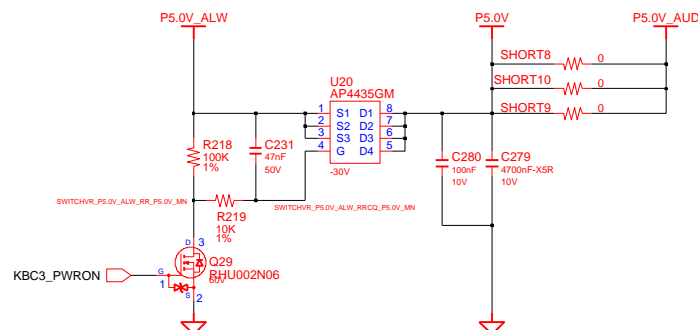 P5.0V_ALW
P5.0V
P5.0V_AUD
SHORT8
0
SHORT10
0
SHORT9
0
U20
AP4435GM
1
2
3
4
S1
S2
S3
G
D1
D2
D3
D4
8
7
6
5
-30V
R218
100K
1%
C231
47nF
50V
C280
100nF
10V
C279
4700nF-X5R
10V
SWITCHVR_P5.0V_ALW_RR_P5.0V_MN
SWITCHVR_P5.0V_ALW_RRCQ_P5.0V_MN
R219
10K
1%
D
3
Q29
RHU002N06
60V
G
1
S
2
KBC3_PWRON